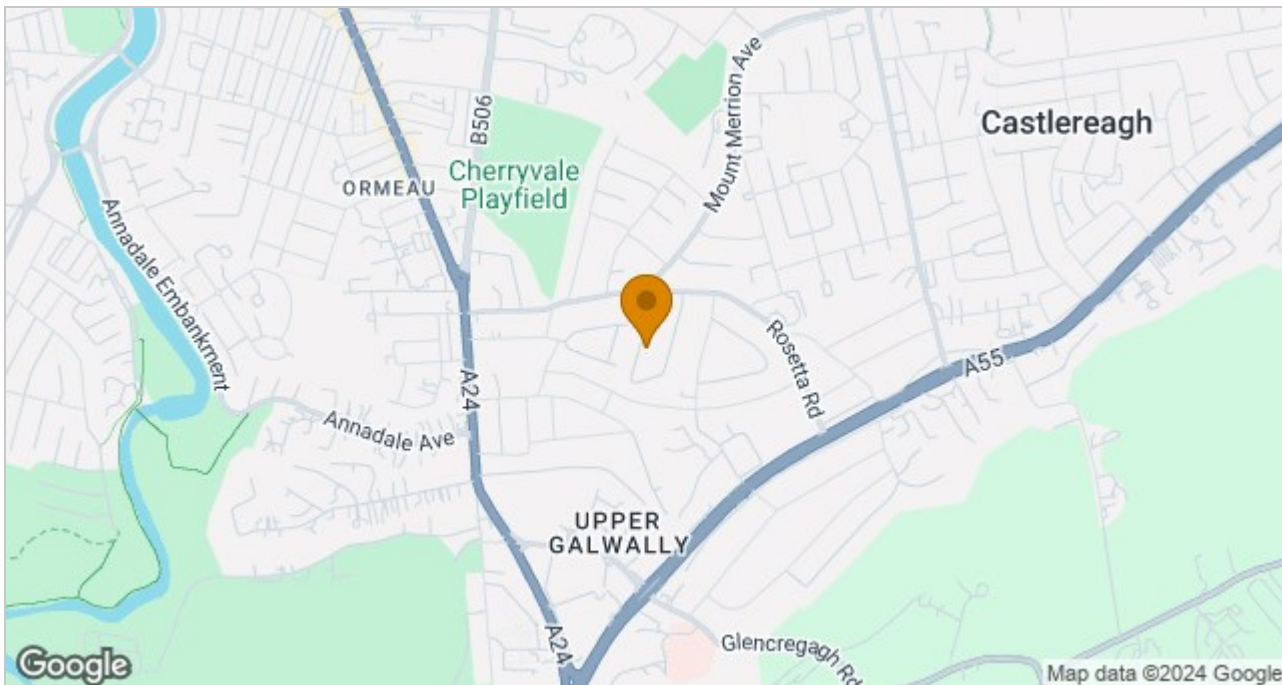 Mount Merrion Ave
Castlereagh
B506
Cherryvale
Playfield
ORMEAU
Annadale Embankment
Rosetta Rd
A55
A24
Annadale Ave
UPPER
GALWALLY
A24
Glencregagh Rd
Google
Map data ©2024 Google